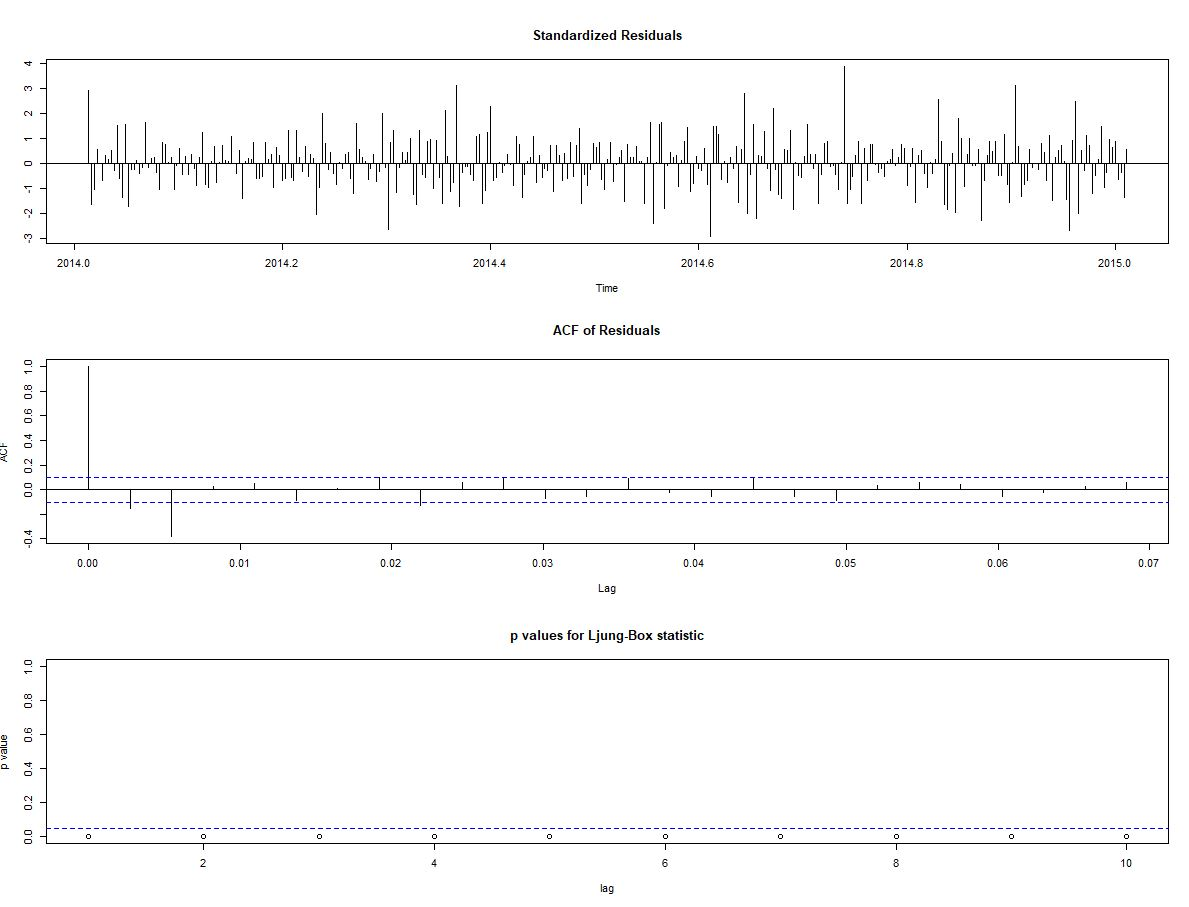 Standardized Residuals
4
3
2
1
0
-1
-2
-3
2014.0 2014.2 2014.4 2014.6 2014.8 2015.0
Time
ACF of Residuals
1.0
0.8
0.6
0.4
0.2
0.0
-0.4
ACF
0.00 0.01 0.02 0.03 0.04 0.05 0.06 0.07
Lag
p values for Ljung-Box statistic
1.0
0.8
0.6
0.4
0.2
0.0
p value
2 4 6 8 10
lag